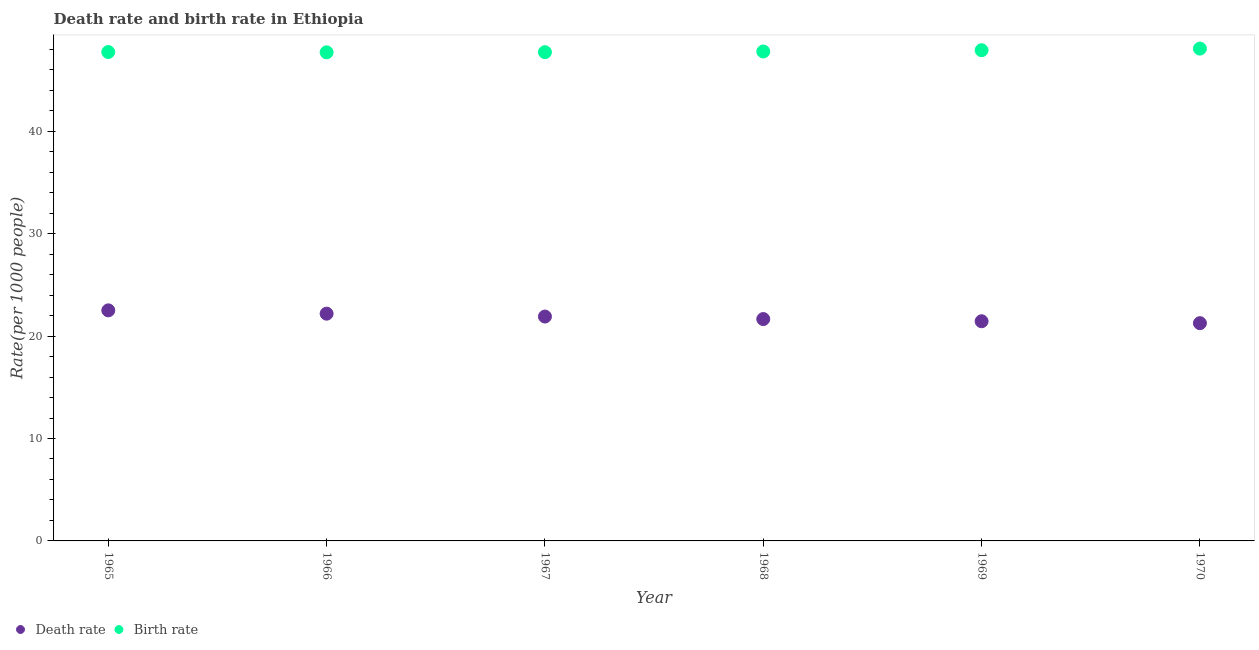 Death rate and birth rate in Ethiopia
Rate(per 1000 people)
40
30
20
10
0
1965
1966
1967
1968
1969
1970
Year
Death rate
Birth rate